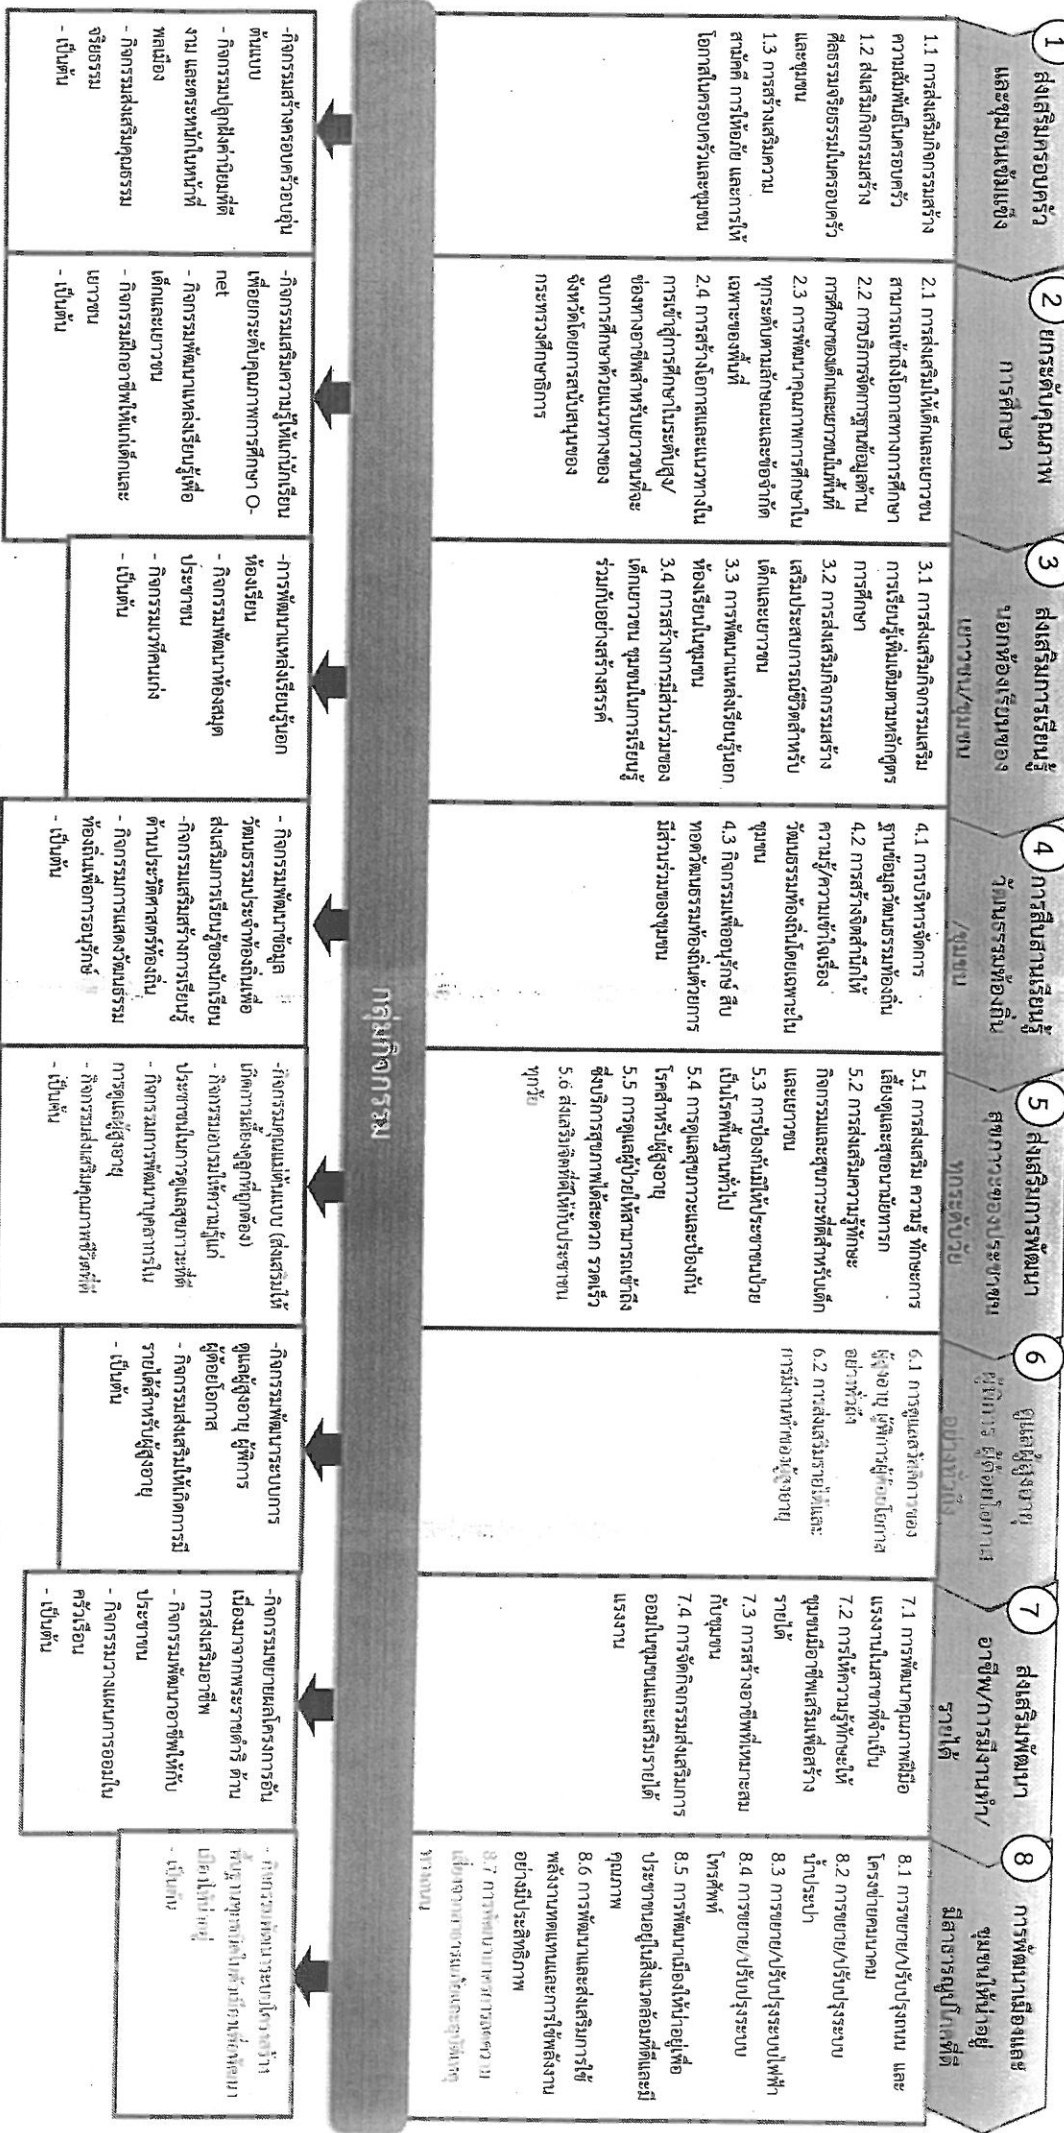 1
ส่งเสริมครอบครัว
และชุมชนเข้มแข็ง
1.1 การส่งเสริมกิจกรรมสร้าง
ความสัมพันธ์ในครอบครัว
1.2 ส่งเสริมกิจกรรมสร้าง
ศีลธรรมจริยธรรมในครอบครัว
และชุมชน
1.3 การสร้างเสริมความ
สามัคคี การให้อภัย และการให้
โอกาสในครอบครัวและชุมชน
2
ยกระดับคุณภาพ
การศึกษา
2.1 การส่งเสริมให้เด็กและเยาวชน
สามารถเข้าถึงโอกาสทางการศึกษา
2.2 การบริการจัดการฐานข้อมูลด้าน
การศึกษาของเด็กและเยาวชนในพื้นที่
2.3 การพัฒนาคุณภาพการศึกษาใน
ทุกระดับตามลักษณะและข้อจำกัด
เฉพาะของพื้นที่
2.4 การสร้างโอกาสและแนวทางใน
การเข้าสู่การศึกษาในระดับสูง/
ช่องทางอาชีพสำหรับเยาวชนที่จะ
จบการศึกษาด้วยแนวทางของ
จังหวัดโดยการสนับสนุนของ
กระทรวงศึกษาธิการ
3
ส่งเสริมการเรียนรู้
นอกห้องเรียนของ
เยาวชน/ชุมชน
3.1 การส่งเสริมกิจกรรมเสริม
การเรียนรู้เพิ่มเติมตามหลักสูตร
การศึกษา
3.2 การส่งเสริมกิจกรรมสร้าง
เสริมประสบการณ์ชีวิตสำหรับ
เด็กและเยาวชน
3.3 การพัฒนาแหล่งเรียนรู้นอก
ห้องเรียนในชุมชน
3.4 การสร้างการมีส่วนร่วมของ
เด็กเยาวชน ชุมชนในการเรียนรู้
ร่วมกับอย่างสร้างสรรค์
4
การสืบสานเรียนรู้
วัฒนธรรมท้องถิ่น
/ชุมชน
4.1 การบริหารจัดการ
ฐานข้อมูลวัฒนธรรมท้องถิ่น
4.2 การสร้างจิตสำนึกให้
ความรู้/ความเข้าใจเรื่อง
วัฒนธรรมท้องถิ่นโดยเฉพาะใน
ชุมชน
4.3 กิจกรรมเพื่ออนุรักษ์ สืบ
ทอดวัฒนธรรมท้องถิ่นด้วยการ
มีส่วนร่วมของชุมชน
5
ส่งเสริมการพัฒนา
สุขภาวะของประชาชน
ทุกระดับวัย
5.1 การส่งเสริม ความรู้ ทักษะการ
เลี้ยงดูและสุขอนามัยทารก
5.2 การส่งเสริมความรู้ทักษะ
กิจกรรมและสุขภาวะที่ดีสำหรับเด็ก
และเยาวชน
5.3 การป้องกันมิให้ประชาชนป่วย
เป็นโรคพื้นฐานทั่วไป
5.4 การดูแลสุขภาวะและป้องกัน
โรคสำหรับผู้สูงอายุ
5.5 การดูแลผู้ป่วยให้สามารถเข้าถึง
ซึ่งบริการสุขภาพได้สะดวก รวดเร็ว
5.6 ส่งเสริมจิตที่ดีให้กับประชาชน
ทุกวัย
6
ดูแลผู้สูงอายุ
ผู้พิการ ผู้ด้อยโอกาส
อย่างทั่วถึง
6.1 การดูแลสวัสดิการของ
ผู้สูงอายุ ผู้พิการผู้ด้อยโอกาส
อย่างทั่วถึง
6.2 การส่งเสริมรายได้และ
การมีงานทำของผู้สูงอายุ
7
ส่งเสริมพัฒนา
อาชีพ/การมีงานทำ/
รายได้
7.1 การพัฒนาคุณภาพฝีมือ
แรงงานในสาขาที่จำเป็น
7.2 การให้ความรู้ทักษะให้
ชุมชนมีอาชีพเสริมเพื่อสร้าง
รายได้
7.3 การสร้างอาชีพที่เหมาะสม
กับชุมชน
7.4 การจัดกิจกรรมส่งเสริมการ
ออมในชุมชนและเสริมรายได้
แรงงาน
8
การพัฒนาเมืองและ
ชุมชนให้น่าอยู่
มีสาธารณูปโภคที่ดี
8.1 การขยาย/ปรับปรุงถนน และ
โครงข่ายคมนาคม
8.2 การขยาย/ปรับปรุงระบบ
น้ำประปา
8.3 การขยาย/ปรับปรุงระบบไฟฟ้า
8.4 การขยาย/ปรับปรุงระบบ
โทรศัพท์
8.5 การพัฒนาเมืองให้น่าอยู่เพื่อ
ประชาชนอยู่ในสิ่งแวดล้อมที่ดีและมี
คุณภาพ
8.6 การพัฒนาและส่งเสริมการใช้
พลังงานทดแทนและการใช้พลังงาน
อย่างมีประสิทธิภาพ
8.7 การพัฒนามาตรการลดความ
เสี่ยงจากสาธารณภัยและอุบัติเหตุ
ทางถนน
กลุ่มกิจกรรม
-กิจกรรมสร้างครอบครัวอบอุ่น
ต้นแบบ
- กิจกรรมปลูกฝังค่านิยมที่ดี
งาม และตระหนักในหน้าที่
พลเมือง
- กิจกรรมส่งเสริมคุณธรรม
จริยธรรม
- เป็นต้น
-กิจกรรมเสริมความรู้ให้แก่นักเรียน
เพื่อยกระดับคุณภาพการศึกษา O-
net
- กิจกรรมพัฒนาแหล่งเรียนรู้เพื่อ
เด็กและเยาวชน
- กิจกรรมฝึกอาชีพให้แก่เด็กและ
เยาวชน
- เป็นต้น
-การพัฒนาแหล่งเรียนรู้นอก
ห้องเรียน
- กิจกรรมพัฒนาห้องสมุด
ประชาชน
- กิจกรรมเวทีคนเก่ง
- เป็นต้น
- กิจกรรมพัฒนาข้อมูล
วัฒนธรรมประจำท้องถิ่นเพื่อ
ส่งเสริมการเรียนรู้ของนักเรียน
-กิจกรรมเสริมสร้างการเรียนรู้
ด้านประวัติศาสตร์ท้องถิ่น
- กิจกรรมการแสดงวัฒนธรรม
ท้องถิ่นเพื่อการอนุรักษ์
- เป็นต้น
-กิจกรรมคุณแม่ต้นแบบ (ส่งเสริมให้
เกิดการเลี้ยงดูลูกที่ถูกต้อง)
- กิจกรรมอบรมให้ความรู้แก่
ประชาชนในการดูแลสุขภาวะที่ดี
- กิจกรรมการพัฒนาบุคลากรใน
การดูแลผู้สูงอายุ
- กิจกรรมส่งเสริมคุณภาพชีวิตที่ดี
- เป็นต้น
-กิจกรรมพัฒนาระบบการ
ดูแลผู้สูงอายุ ผู้พิการ
ผู้ด้อยโอกาส
- กิจกรรมส่งเสริมให้เกิดการมี
รายได้สำหรับผู้สูงอายุ
- เป็นต้น
-กิจกรรมขยายผลโครงการอัน
เนื่องมาจากพระราชดำริ ด้าน
การส่งเสริมอาชีพ
- กิจกรรมพัฒนาอาชีพให้กับ
ประชาชน
- กิจกรรมวางแผนการออมใน
ครัวเรือน
- เป็นต้น
- กิจกรรมพัฒนาระบบโครงสร้าง
เมืองให้น่าอยู่
- เป็นต้น